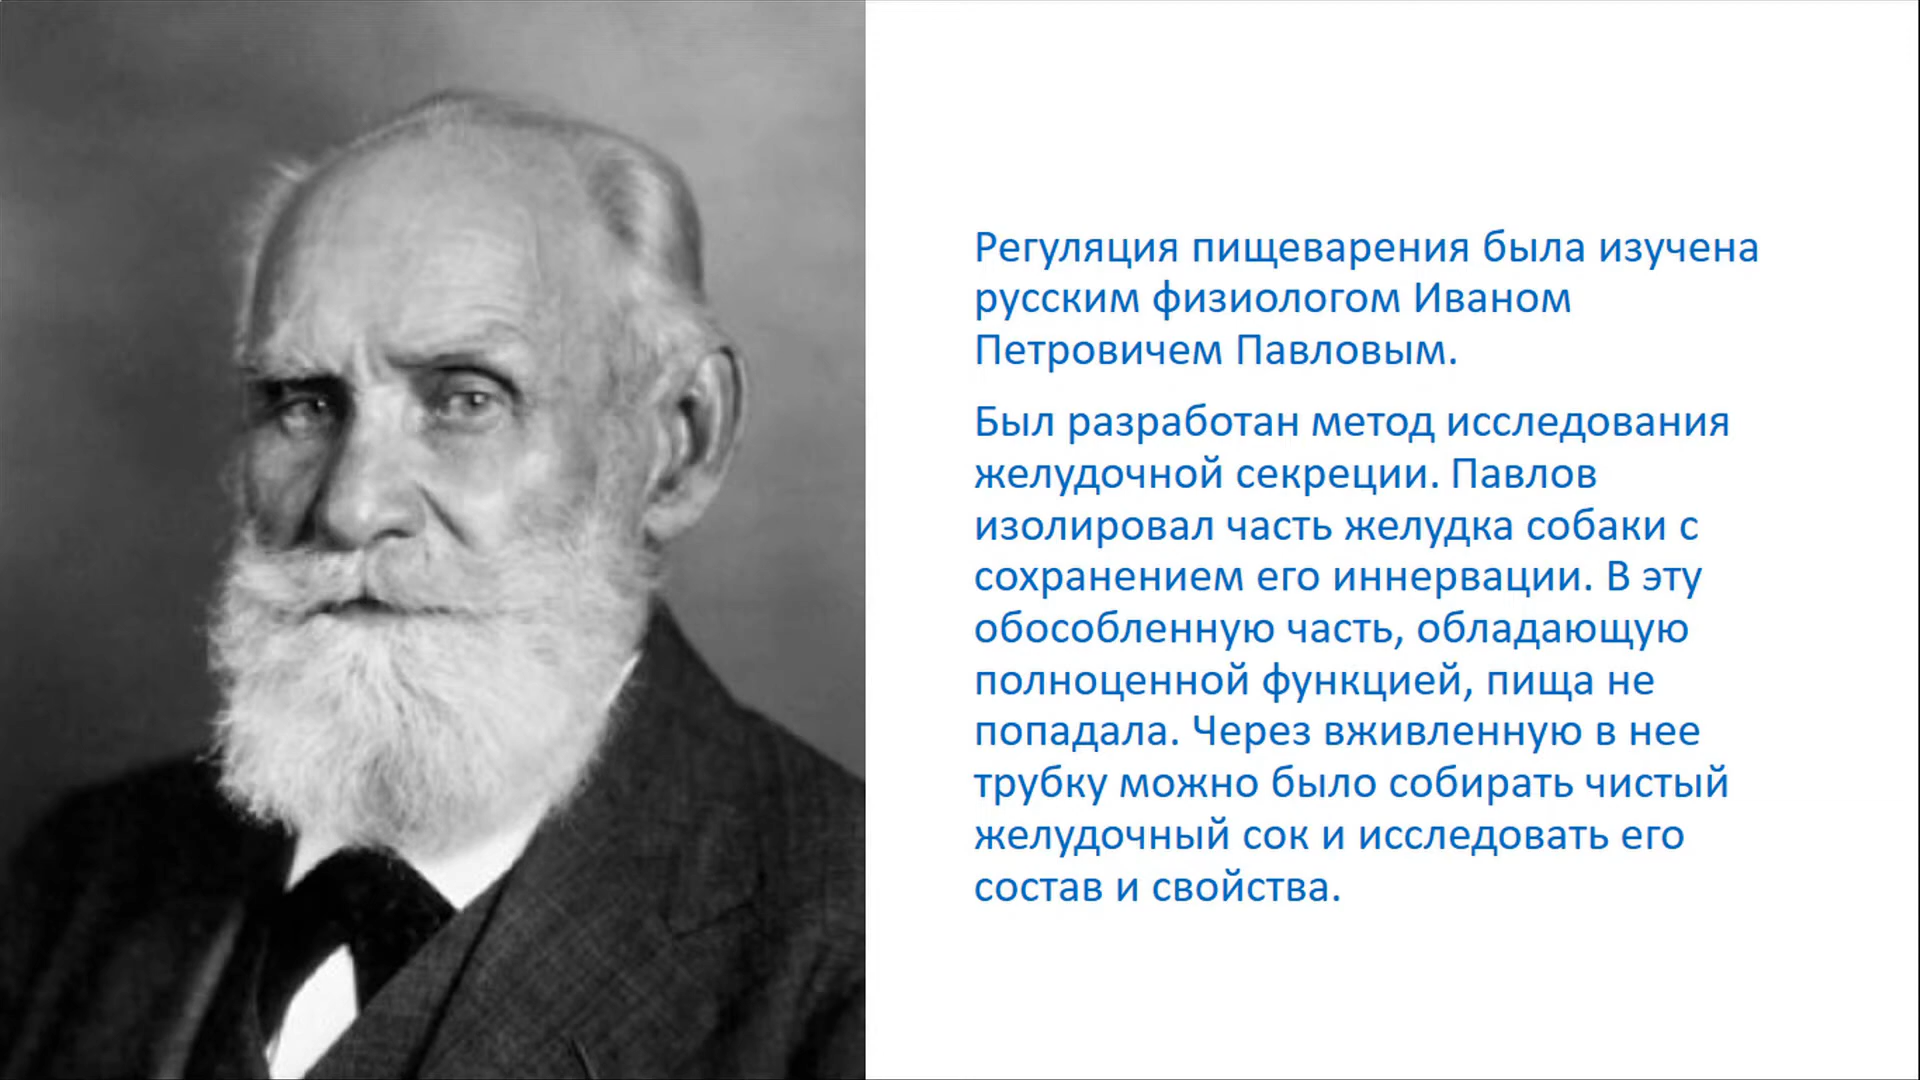 Регуляция пищеварения была изучена
русским физиологом Иваном
Петровичем Павловым.
Был разработан метод исследования
желудочной секреции. Павлов
изолировал часть желудка собаки с
сохранением его иннервации. В эту
обособленную часть, обладающую
полноценной функцией, пища не
попадала. Через вживленную в нее
трубку можно было собирать чистый
желудочный сок и исследовать его
состав и свойства.